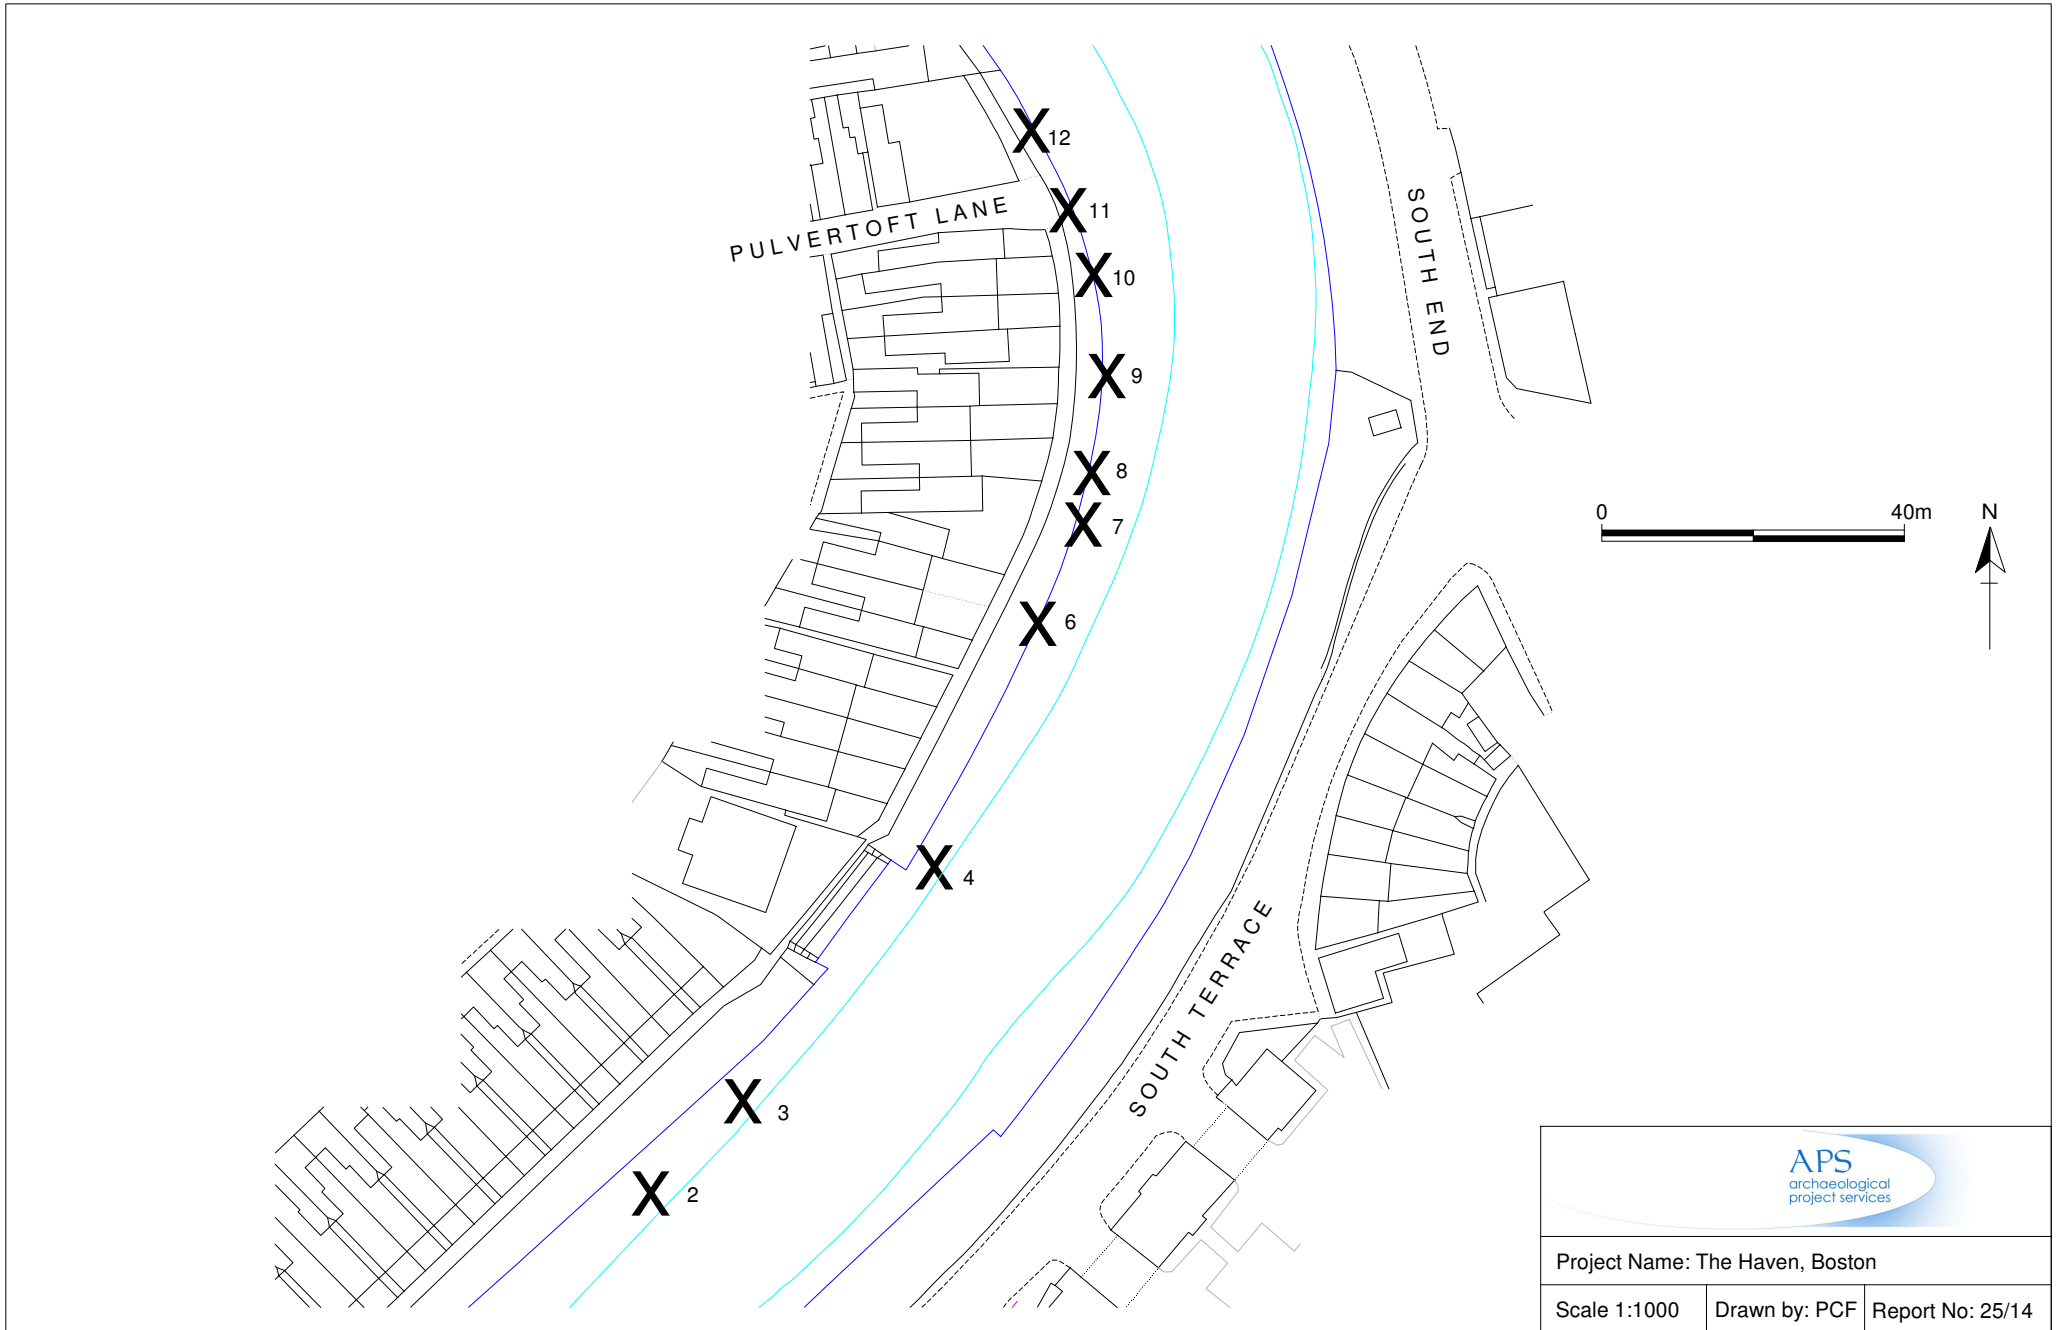 12
11
PULVERTOFT LANE
SOUTH END
10
9
8
7
0 40m N
6
4
SOUTH TERRACE
3
2
APS
archaeological
project services
Project Name: The Haven, Boston
Scale 1:1000 Drawn by: PCF Report No: 25/14